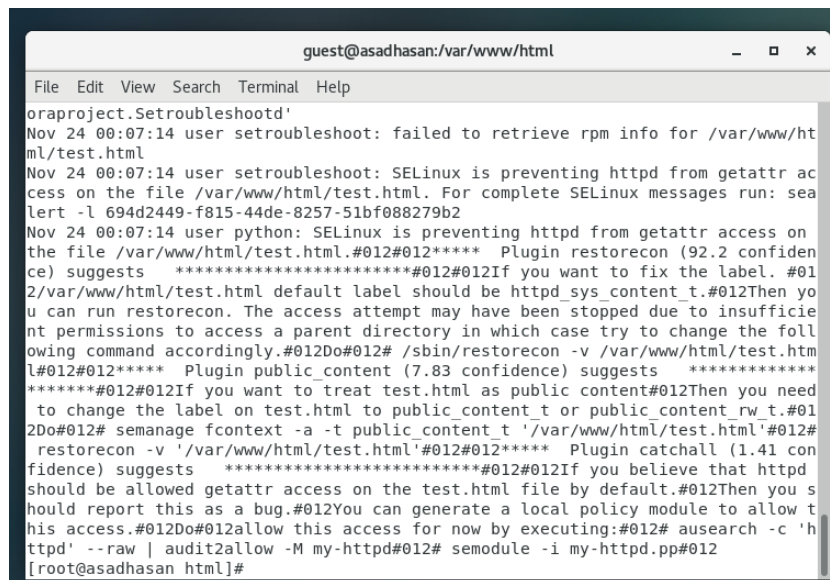 guest@asadhasan:/var/www/html
File Edit View Search Terminal Help
oraproject.Setroubleshootd'
Nov 24 00:07:14 user setroubleshoot: failed to retrieve rpm info for /var/www/ht
ml/test.html
Nov 24 00:07:14 user setroubleshoot: SELinux is preventing httpd from getattr ac
cess on the file /var/www/html/test.html. For complete SELinux messages run: sea
lert -l 694d2449-f815-44de-8257-51bf088279b2
Nov 24 00:07:14 user python: SELinux is preventing httpd from getattr access on
the file /var/www/html/test.html.#012#012*****  Plugin restorecon (92.2 confiden
ce) suggests   ************************#012#012If you want to fix the label. #01
2/var/www/html/test.html default label should be httpd_sys_content_t.#012Then yo
u can run restorecon. The access attempt may have been stopped due to insufficie
nt permissions to access a parent directory in which case try to change the foll
owing command accordingly.#012Do#012# /sbin/restorecon -v /var/www/html/test.htm
l#012#012*****  Plugin public_content (7.83 confidence) suggests   *************
*******#012#012If you want to treat test.html as public content#012Then you need
 to change the label on test.html to public_content_t or public_content_rw_t.#01
2Do#012# semanage fcontext -a -t public_content_t '/var/www/html/test.html'#012#
 restorecon -v '/var/www/html/test.html'#012#012*****  Plugin catchall (1.41 con
fidence) suggests   **************************#012#012If you believe that httpd
should be allowed getattr access on the test.html file by default.#012Then you s
hould report this as a bug.#012You can generate a local policy module to allow t
his access.#012Do#012allow this access for now by executing:#012# ausearch -c 'h
ttpd' --raw | audit2allow -M my-httpd#012# semodule -i my-httpd.pp#012
[root@asadhasan html]#